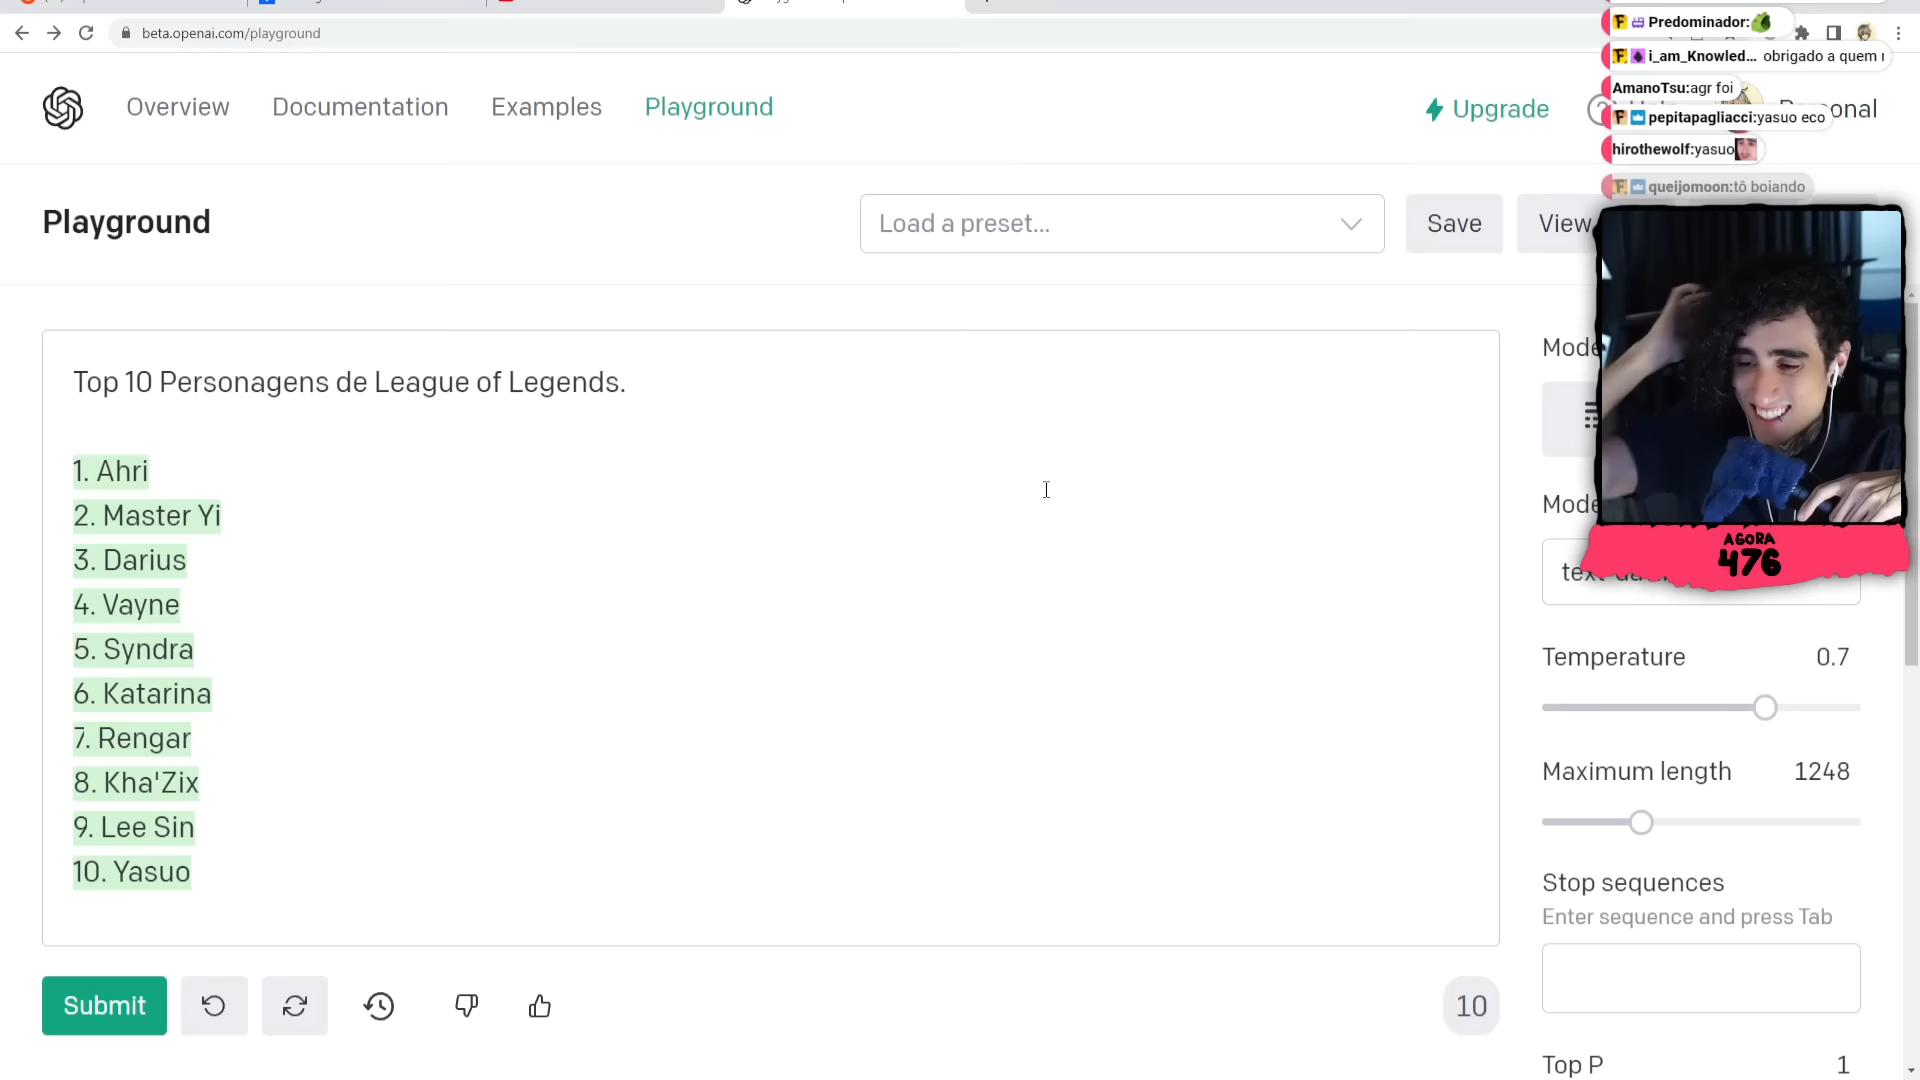 beta.openai.com/playground
Overview
Documentation
Examples
Playground
Upgrade
Predominador:
i_am_Knowled... obrigado a quem
AmanoTsu:agr foi
pepitapagliacci:yasuo eco
hirothewolf:yasuo
queijomoon:tô boiando
Playground
Load a preset...
Save
View
Top 10 Personagens de League of Legends.
1. Ahri
2. Master Yi
3. Darius
4. Vayne
5. Syndra
6. Katarina
7. Rengar
8. Kha'Zix
9. Lee Sin
10. Yasuo
AGORA
476
Temperature 0.7
Maximum length 1248
Stop sequences
Enter sequence and press Tab
Top P 1
Submit
10